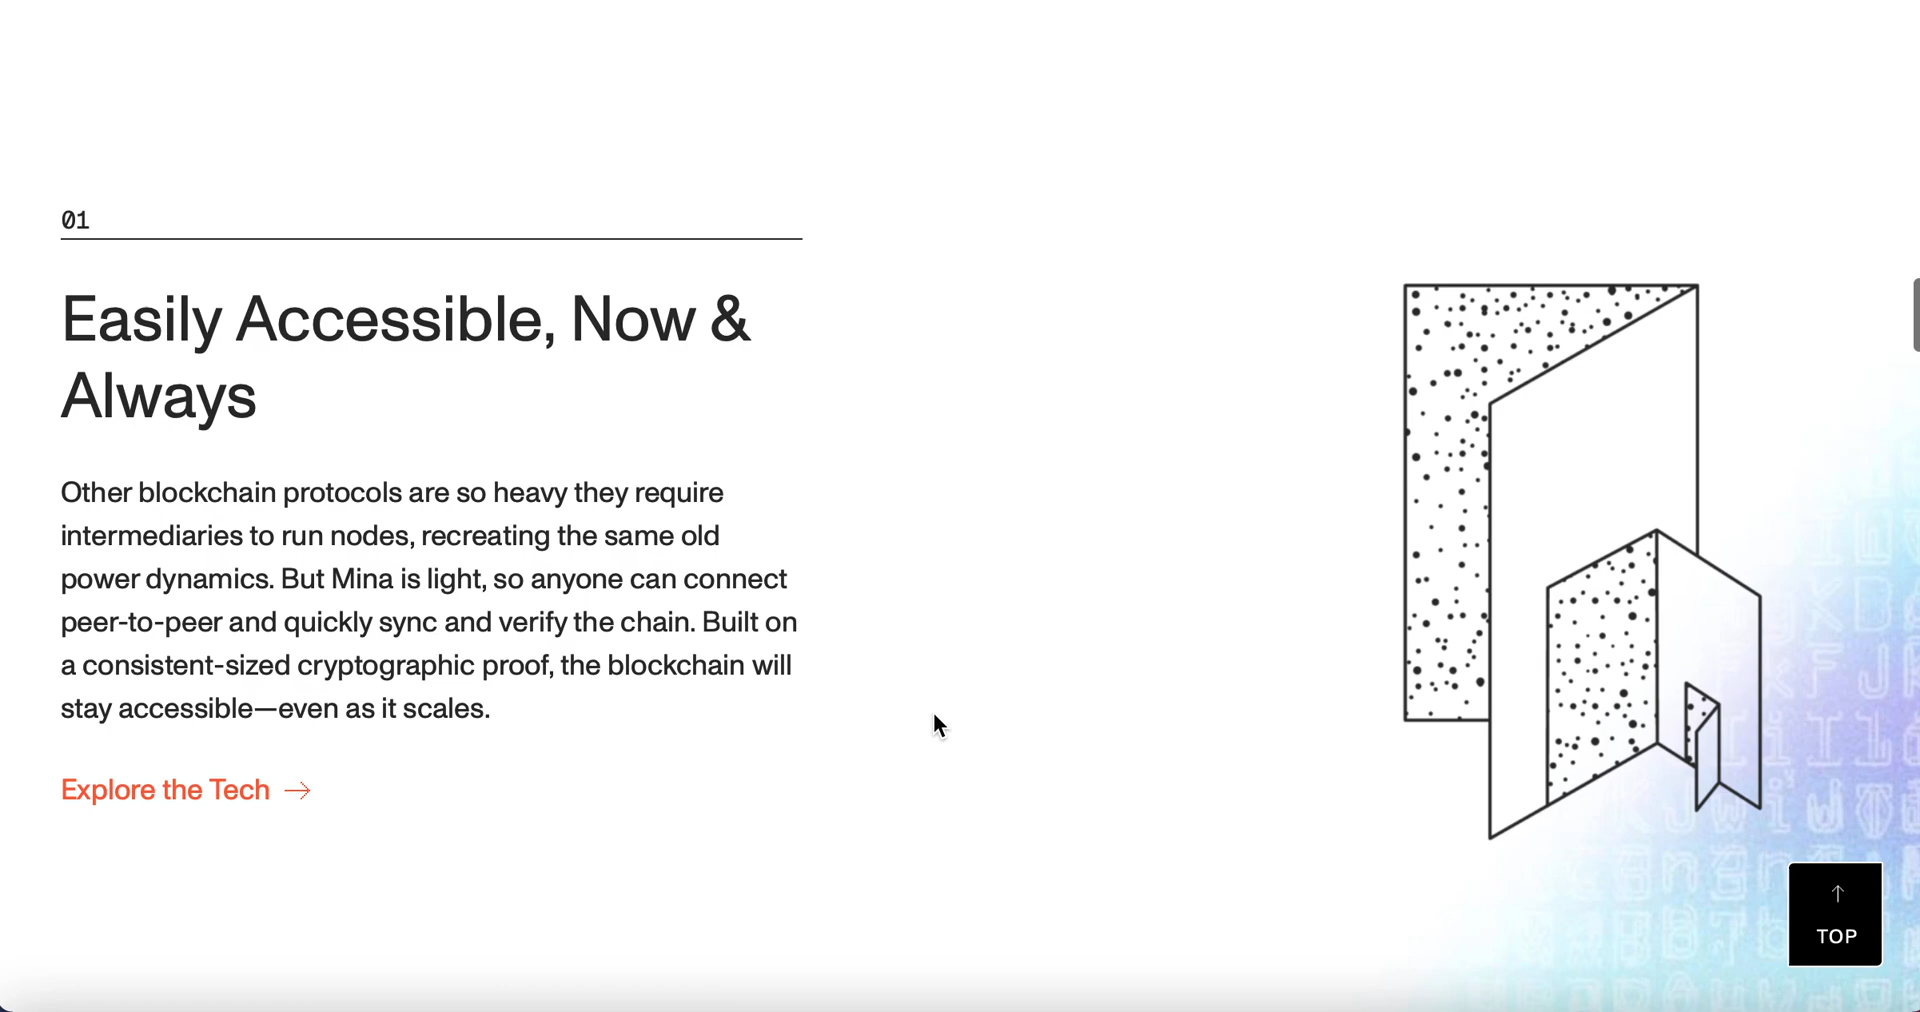 01
Easily Accessible, Now &
Always
Other blockchain protocols are so heavy they require
intermediaries to run nodes, recreating the same old
power dynamics. But Mina is light, so anyone can connect
peer-to-peer and quickly sync and verify the chain. Built on
a consistent-sized cryptographic proof, the blockchain will
stay accessible—even as it scales.
Explore the Tech →
↑
TOP